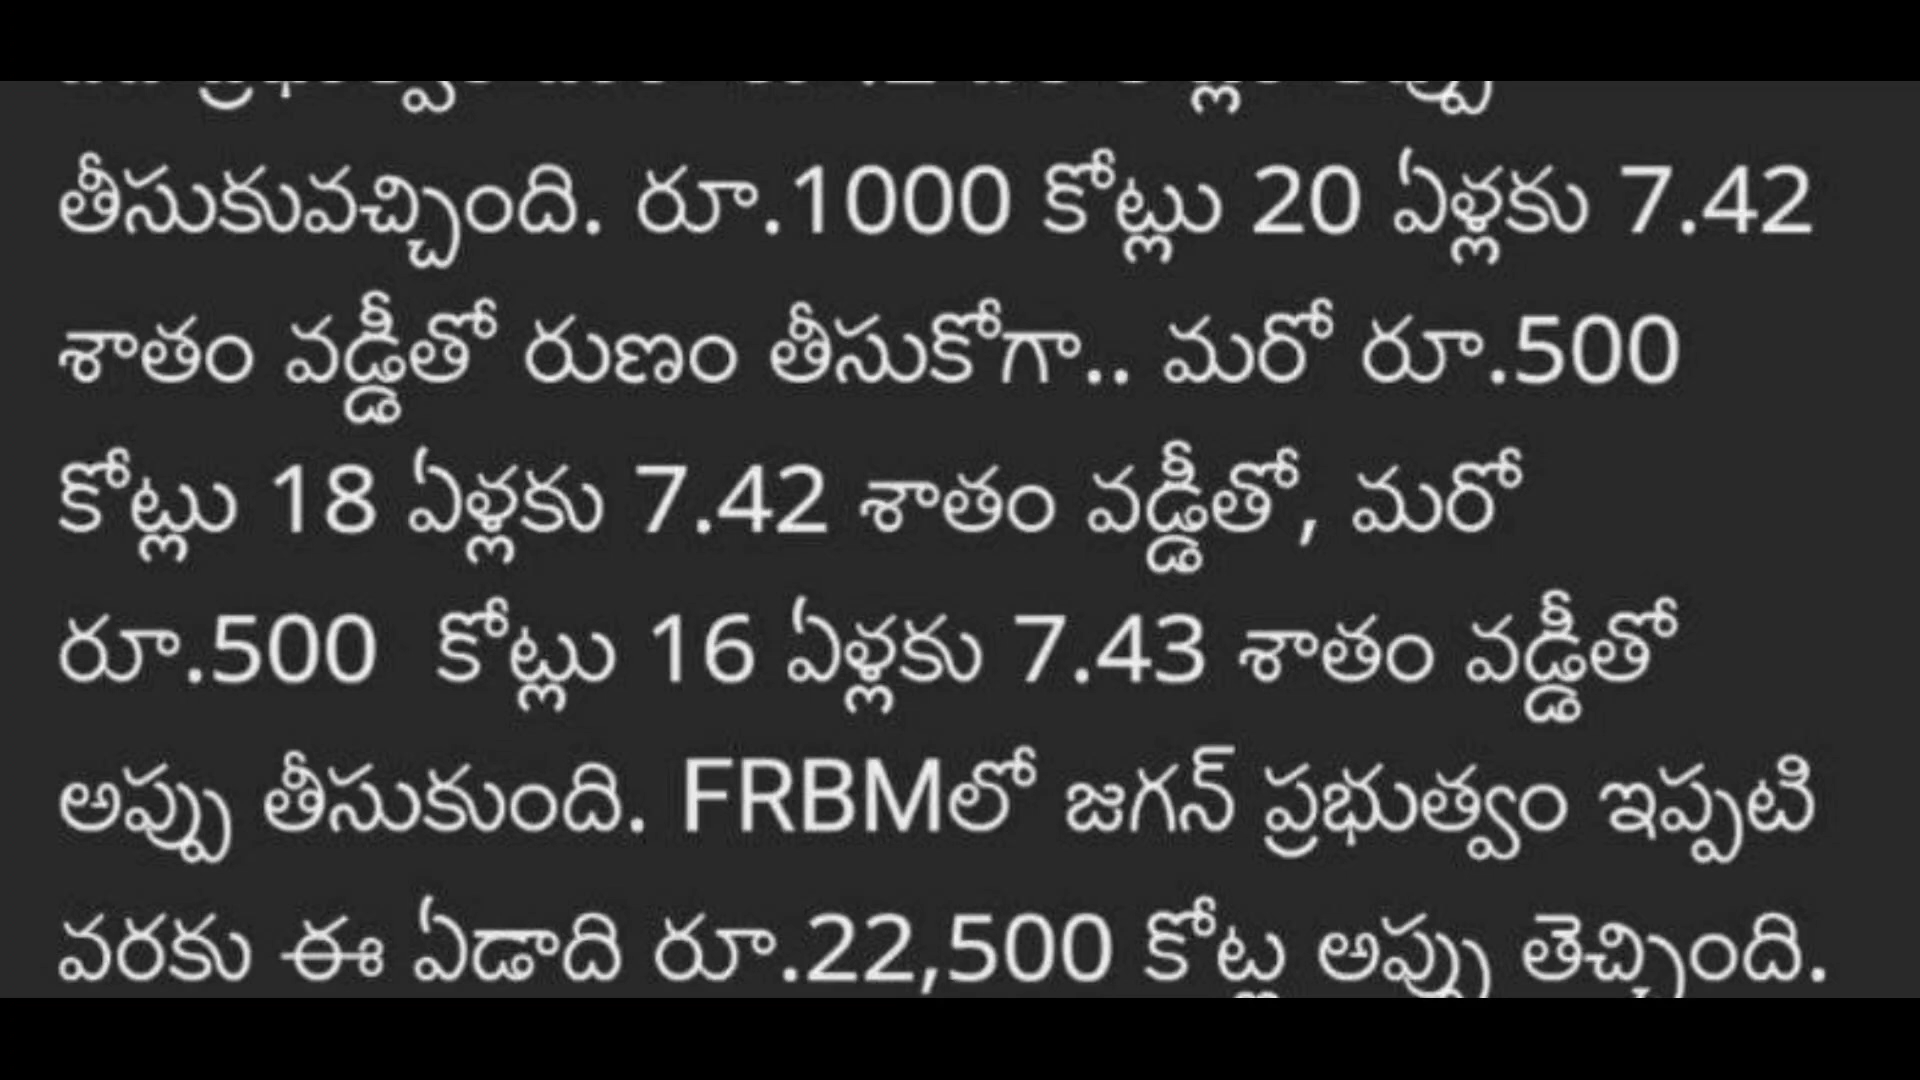 తీసుకువచ్చింది. రూ.1000 కోట్లు 20 ఏళ్లకు 7.42
శాతం వడ్డీతో రుణం తీసుకోగా.. మరో రూ.500
కోట్లు 18 ఏళ్లకు 7.42 శాతం వడ్డీతో, మరో
రూ.500 కోట్లు 16 ఏళ్లకు 7.43 శాతం వడ్డీతో
అప్పు తీసుకుంది. FRBMలో జగన్ ప్రభుత్వం ఇప్పటి
వరకు ఈ ఏడాది రూ.22,500 కోట్ల అప్పు తెచ్చింది.